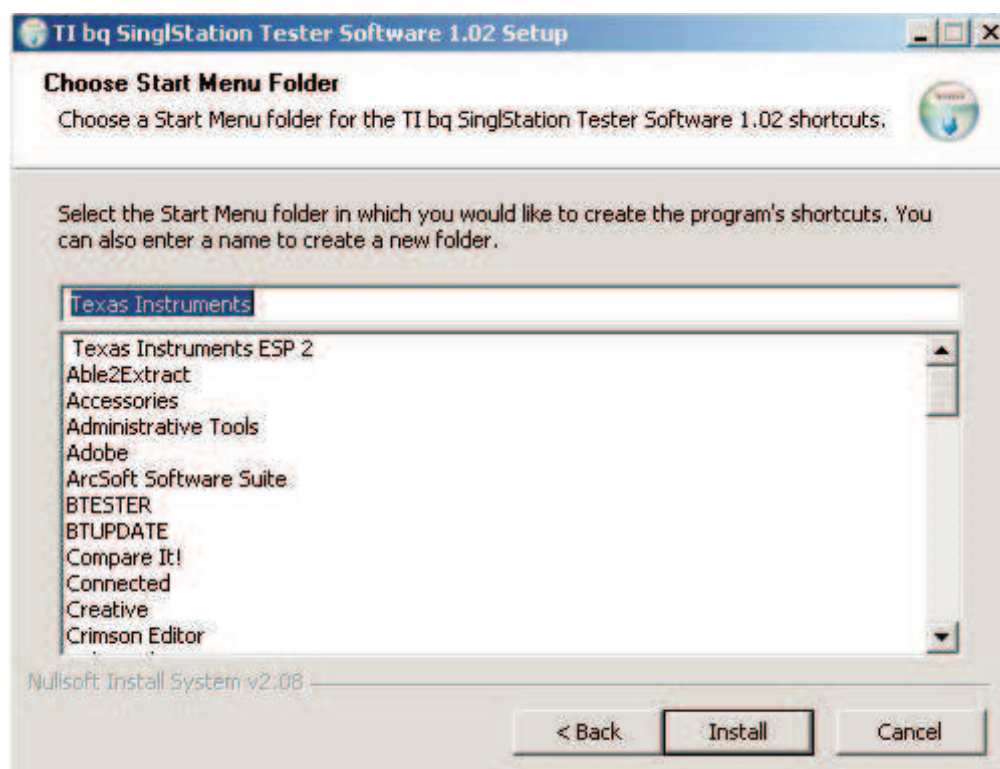 TI bq SinglStation Tester Software 1.02 Setup
Choose Start Menu Folder
Choose a Start Menu folder for the TI bq SinglStation Tester Software 1.02 shortcuts.
Select the Start Menu folder in which you would like to create the program's shortcuts. You
can also enter a name to create a new folder.
Texas Instruments
Texas Instruments ESP 2
Able2Extract
Accessories
Administrative Tools
Adobe
ArcSoft Software Suite
BTESTER
BTUPDATE
Compare It!
Connected
Creative
Crimson Editor
Nullsoft Install System v2.08
< Back
Install
Cancel